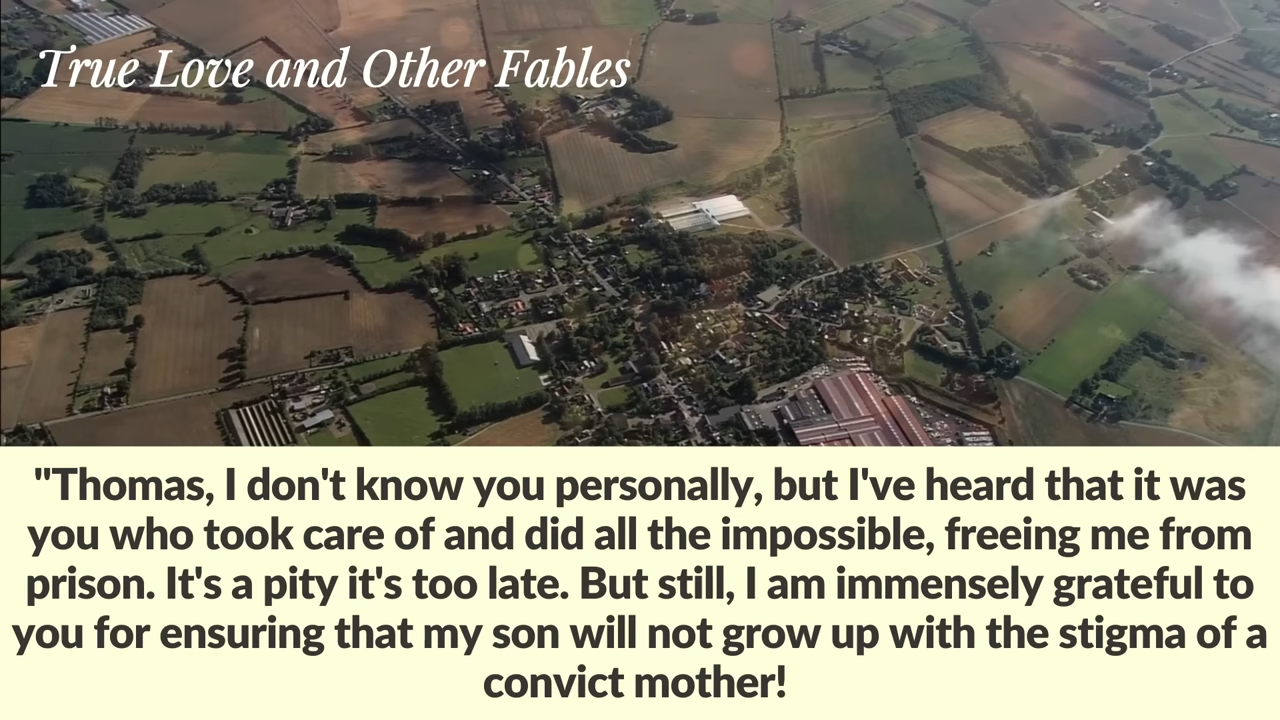 True Love and Other Fables
"Thomas, I don't know you personally, but I've heard that it was
you who took care of and did all the impossible, freeing me from
prison. It's a pity it's too late. But still, I am immensely grateful to
you for ensuring that my son will not grow up with the stigma of a
convict mother!